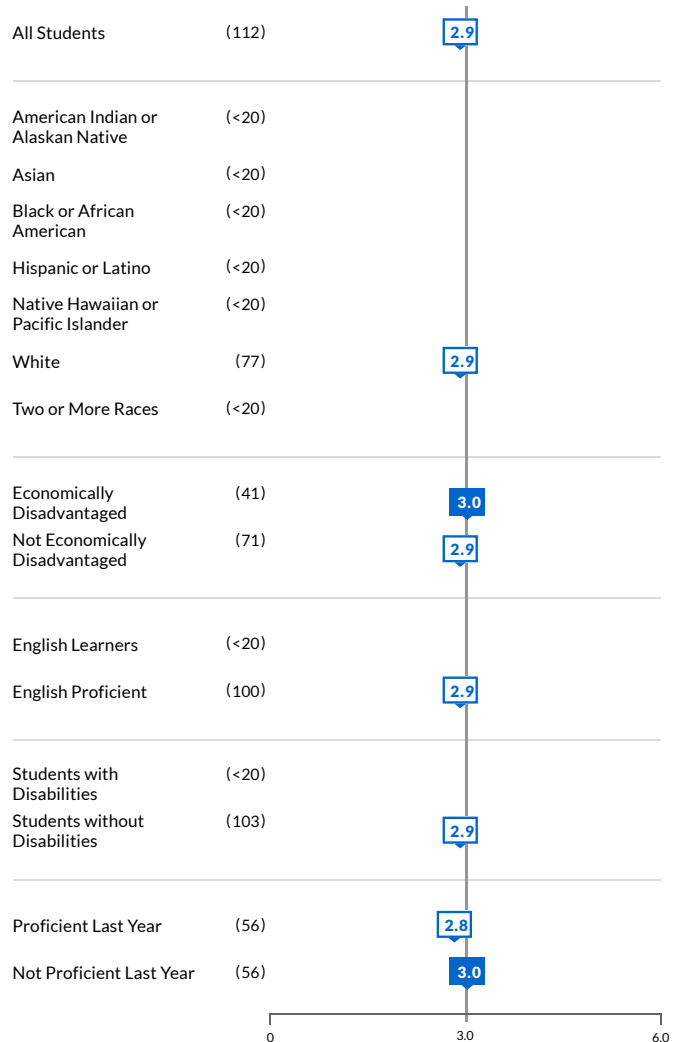 All Students (112) 2.9
American Indian or (<20)
Alaskan Native
Asian (<20)
Black or African (<20)
American
Hispanic or Latino (<20)
Native Hawaiian or (<20)
Pacific Islander
White (77) 2.9
Two or More Races (<20)
Economically (41) 3.0
Disadvantaged
Not Economically (71) 2.9
Disadvantaged
English Learners (<20)
English Proficient (100) 2.9
Students with (<20)
Disabilities
Students without (103) 2.9
Disabilities
Proficient Last Year (56) 2.8
Not Proficient Last Year (56) 3.0
0 3.0 6.0